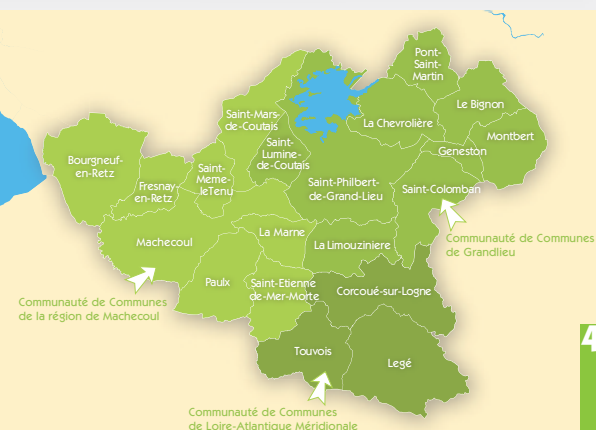 Pont-
Saint-
Martin
Le Bignon
Saint-Mars-
de-Coutais
La Chevrolière
Montbert
Saint-
Lumine-
de-Coutais
Geneston
Bourgneuf-
en-Retz
Saint-
Meme-
leTenu
Fresnay-
en-Retz
Saint-Philbert-
de-Grand-Lieu
Saint-Colomban
La Marne
Machecoul
La Limouziniere
Communauté de Communes
de Grandlieu
Paulx
Saint-Etienne
de-Mer-Morte
Corcoué-sur-Logne
Communauté de Communes
de la région de Machecoul
Touvois
Legé
Communauté de Communes
de Loire-Atlantique Méridionale
4